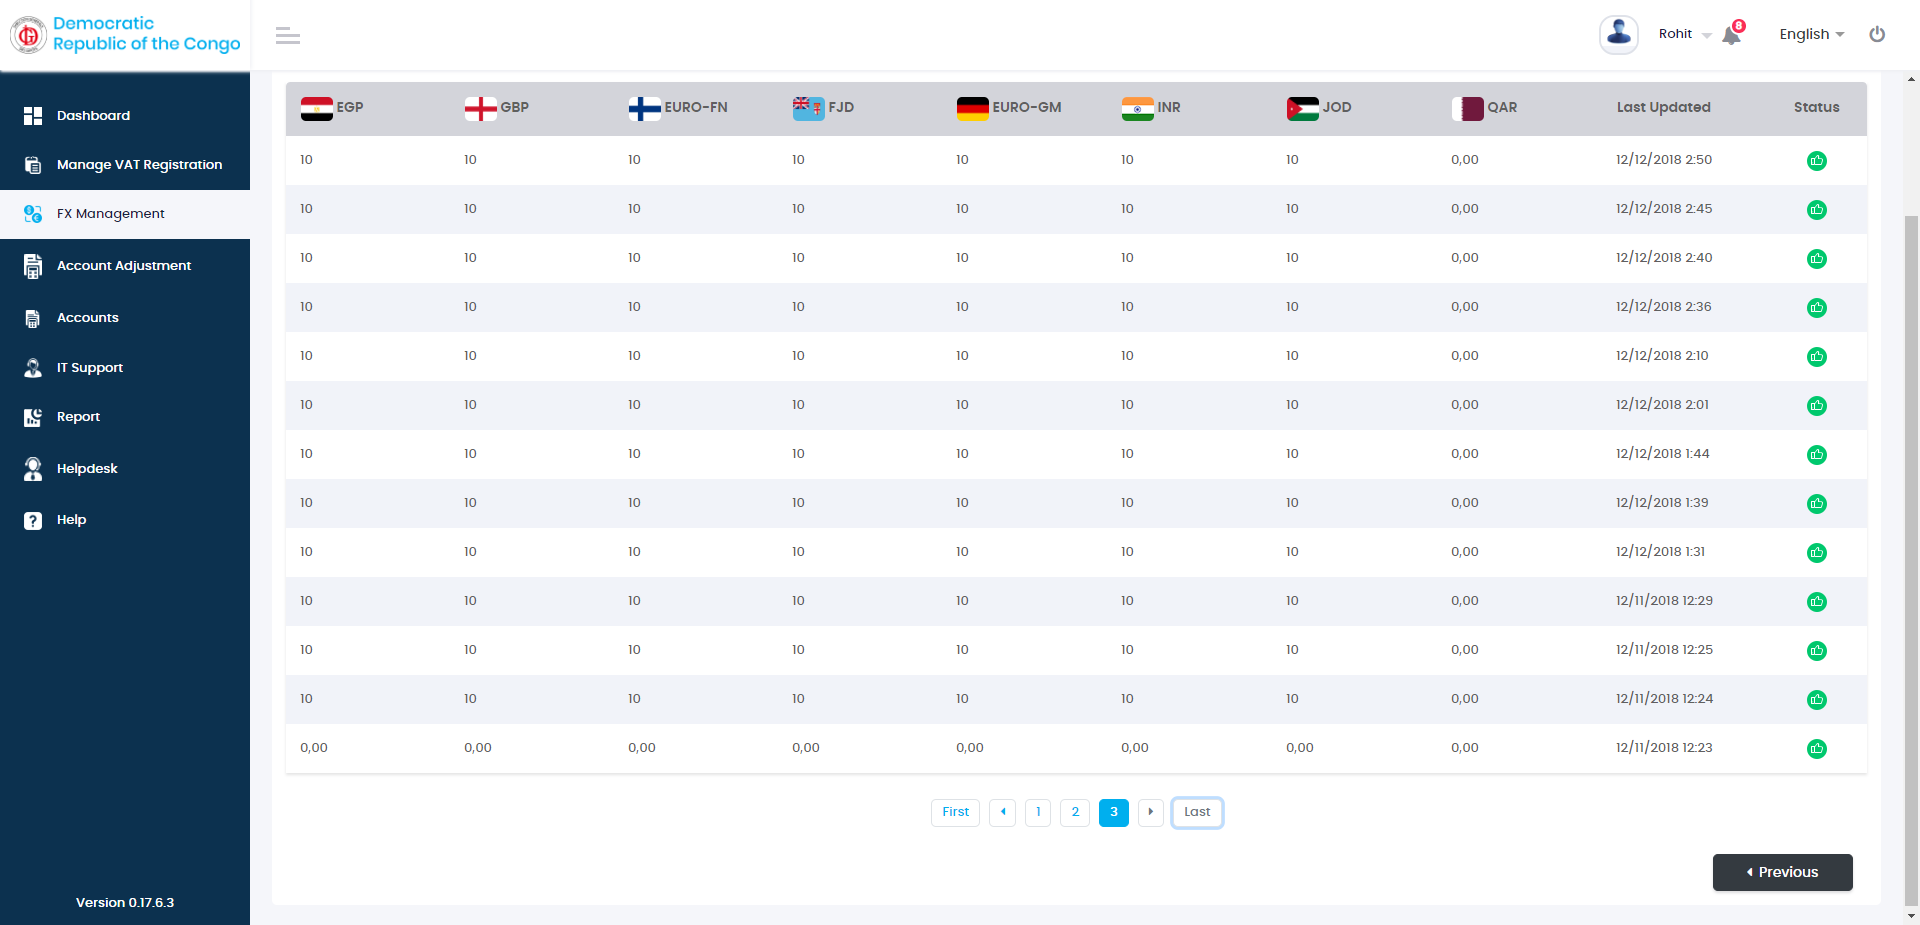 Democratic
Republic of the Congo
Rohit
8
English
Dashboard
Manage VAT Registration
FX Management
Account Adjustment
Accounts
IT Support
Report
Helpdesk
Help
Version 0.17.6.3
EGP GBP EURO-FN FJD EURO-GM INR JOD QAR Last Updated Status
10 10 10 10 10 10 10 0,00 12/12/2018 2:50
10 10 10 10 10 10 10 0,00 12/12/2018 2:45
10 10 10 10 10 10 10 0,00 12/12/2018 2:40
10 10 10 10 10 10 10 0,00 12/12/2018 2:36
10 10 10 10 10 10 10 0,00 12/12/2018 2:10
10 10 10 10 10 10 10 0,00 12/12/2018 2:01
10 10 10 10 10 10 10 0,00 12/12/2018 1:44
10 10 10 10 10 10 10 0,00 12/12/2018 1:39
10 10 10 10 10 10 10 0,00 12/12/2018 1:31
10 10 10 10 10 10 10 0,00 12/11/2018 12:29
10 10 10 10 10 10 10 0,00 12/11/2018 12:25
10 10 10 10 10 10 10 0,00 12/11/2018 12:24
0,00 0,00 0,00 0,00 0,00 0,00 0,00 0,00 12/11/2018 12:23
First 1 2 3 Last
Previous